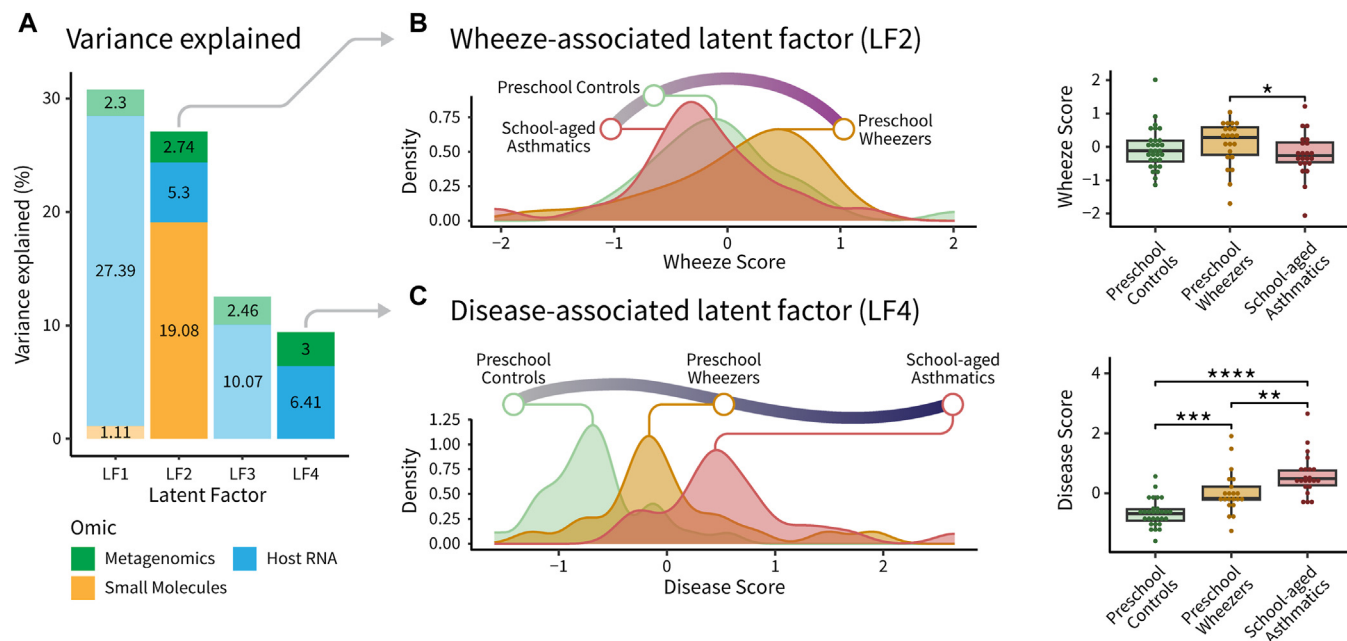 A
Variance explained
Variance explained (%)
30
20
10
0
2.3
27.39
1.11
2.74
5.3
19.08
2.46
10.07
3
6.41
LF1
LF2
LF3
LF4
Latent Factor
Omic
Metagenomics
Host RNA
Small Molecules
B
Wheeze-associated latent factor (LF2)
Preschool Controls
School-aged
Asthmatics
Preschool
Wheezers
Density
0.75
0.50
0.25
0.00
−2
−1
0
1
2
Wheeze Score
Wheeze Score
2
1
0
−1
−2
*
Preschool
Controls
Preschool
Wheezers
School-aged
Asthmatics
C
Disease-associated latent factor (LF4)
Preschool
Controls
Preschool
Wheezers
School-aged
Asthmatics
Density
1.25
1.00
0.75
0.50
0.25
0.00
−1
0
1
2
Disease Score
Disease Score
4
2
0
****
**
***
Preschool
Controls
Preschool
Wheezers
School-aged
Asthmatics